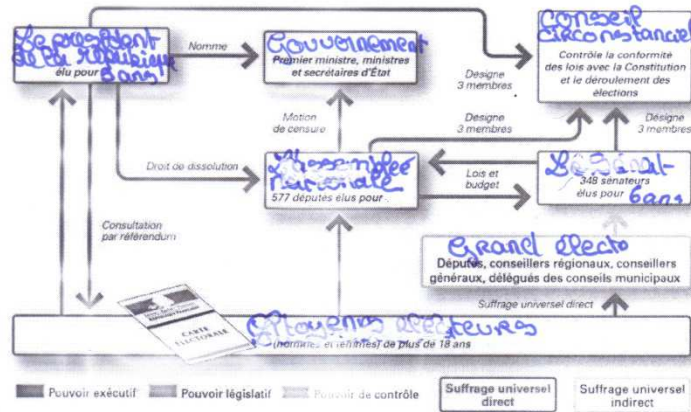 Le président
de la République
élu pour 5 ans
Nomme
Gouvernement
Premier ministre, ministres
et secrétaires d'État
Conseil
circonstanciel
Contrôle la conformité
des lois avec la Constitution
et le déroulement des
élections
Désigne
3 membres
Motion
de censure
Désigne
3 membres
Désigne
3 membres
Droit de dissolution
L'assemblée
nationale
577 députés élus pour
Lois et
budget
Le Sénat
348 sénateurs
élus pour 6 ans
Consultation
par référendum
Grand électo
Députés, conseillers régionaux, conseillers
généraux, délégués des conseils municipaux
Suffrage universel direct
CARTE
ÉLECTORALE
Citoyens électeurs
(hommes et femmes) de plus de 18 ans
Pouvoir exécutif
Pouvoir législatif
Pouvoir de contrôle
Suffrage universel
direct
Suffrage universel
indirect